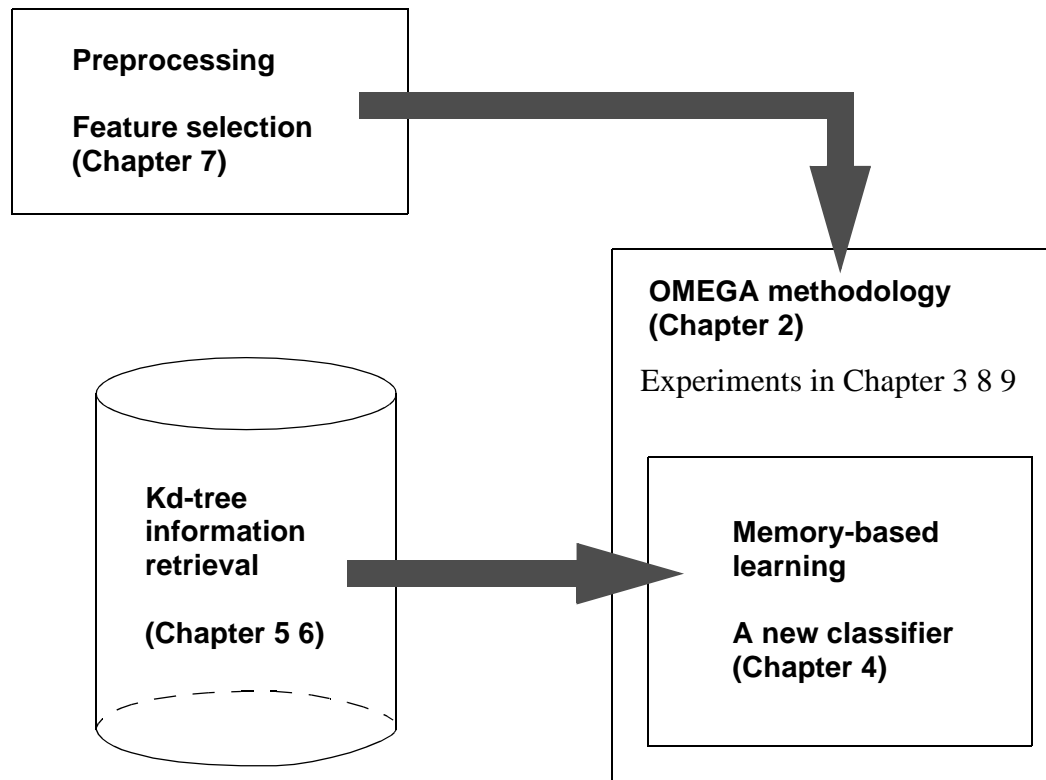 Preprocessing
Feature selection
(Chapter 7)
OMEGA methodology
(Chapter 2)
Experiments in Chapter 3 8 9
Kd-tree
information
retrieval
(Chapter 5 6)
Memory-based
learning
A new classifier
(Chapter 4)